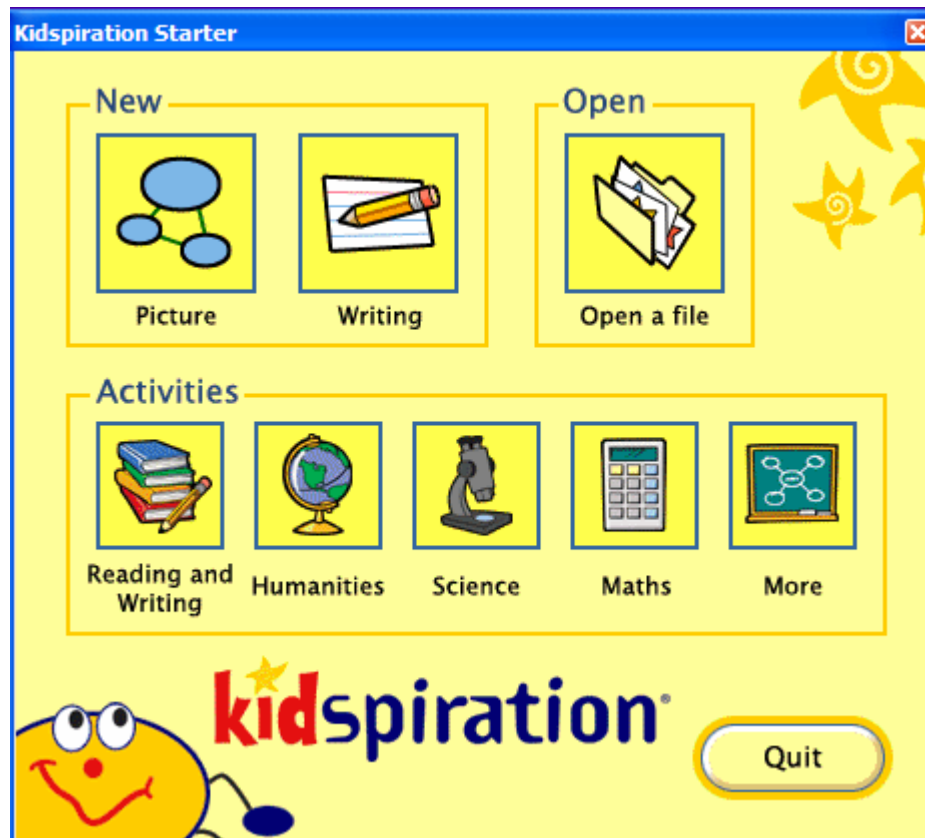 Kidspiration Starter
New
Open
Picture
Writing
Open a file
Activities
Reading and
Writing
Humanities
Science
Maths
More
kidspiration®
Quit